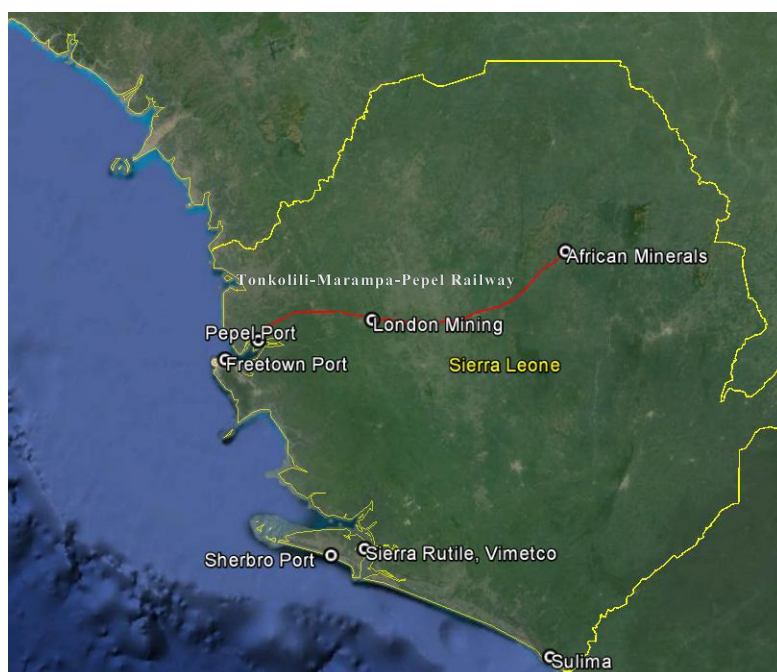 African Minerals
Tonkolili-Marampa-Pepel Railway
London Mining
Pepel Port
Freetown Port
Sierra Leone
Sherbro Port
Sierra Rutile, Vimetco
Sulima